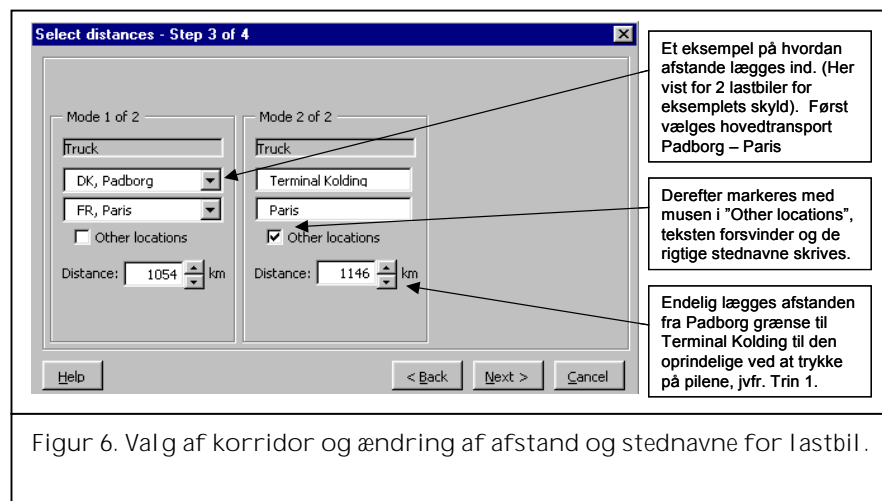 Select distances - Step 3 of 4
Mode 1 of 2
Truck
DK, Padborg
FR, Paris
Other locations
Distance: 1054 km
Mode 2 of 2
Truck
Terminal Kolding
Paris
Other locations
Distance: 1146 km
Help
< Back
Next >
Cancel
Et eksempel på hvordan
afstande lægges ind. (Her
vist for 2 lastbiler for
eksemplets skyld). Først
vælges hovedtransport
Padborg – Paris
Derefter markeres med
musen i ”Other locations”,
teksten forsvinder og de
rigtige stednavne skrives.
Endelig lægges afstanden
fra Padborg grænse til
Terminal Kolding til den
oprindelige ved at trykke
på pilene, jvfr. Trin 1.
Figur 6. Valg af korridor og ændring af afstand og stednavne for lastbil.